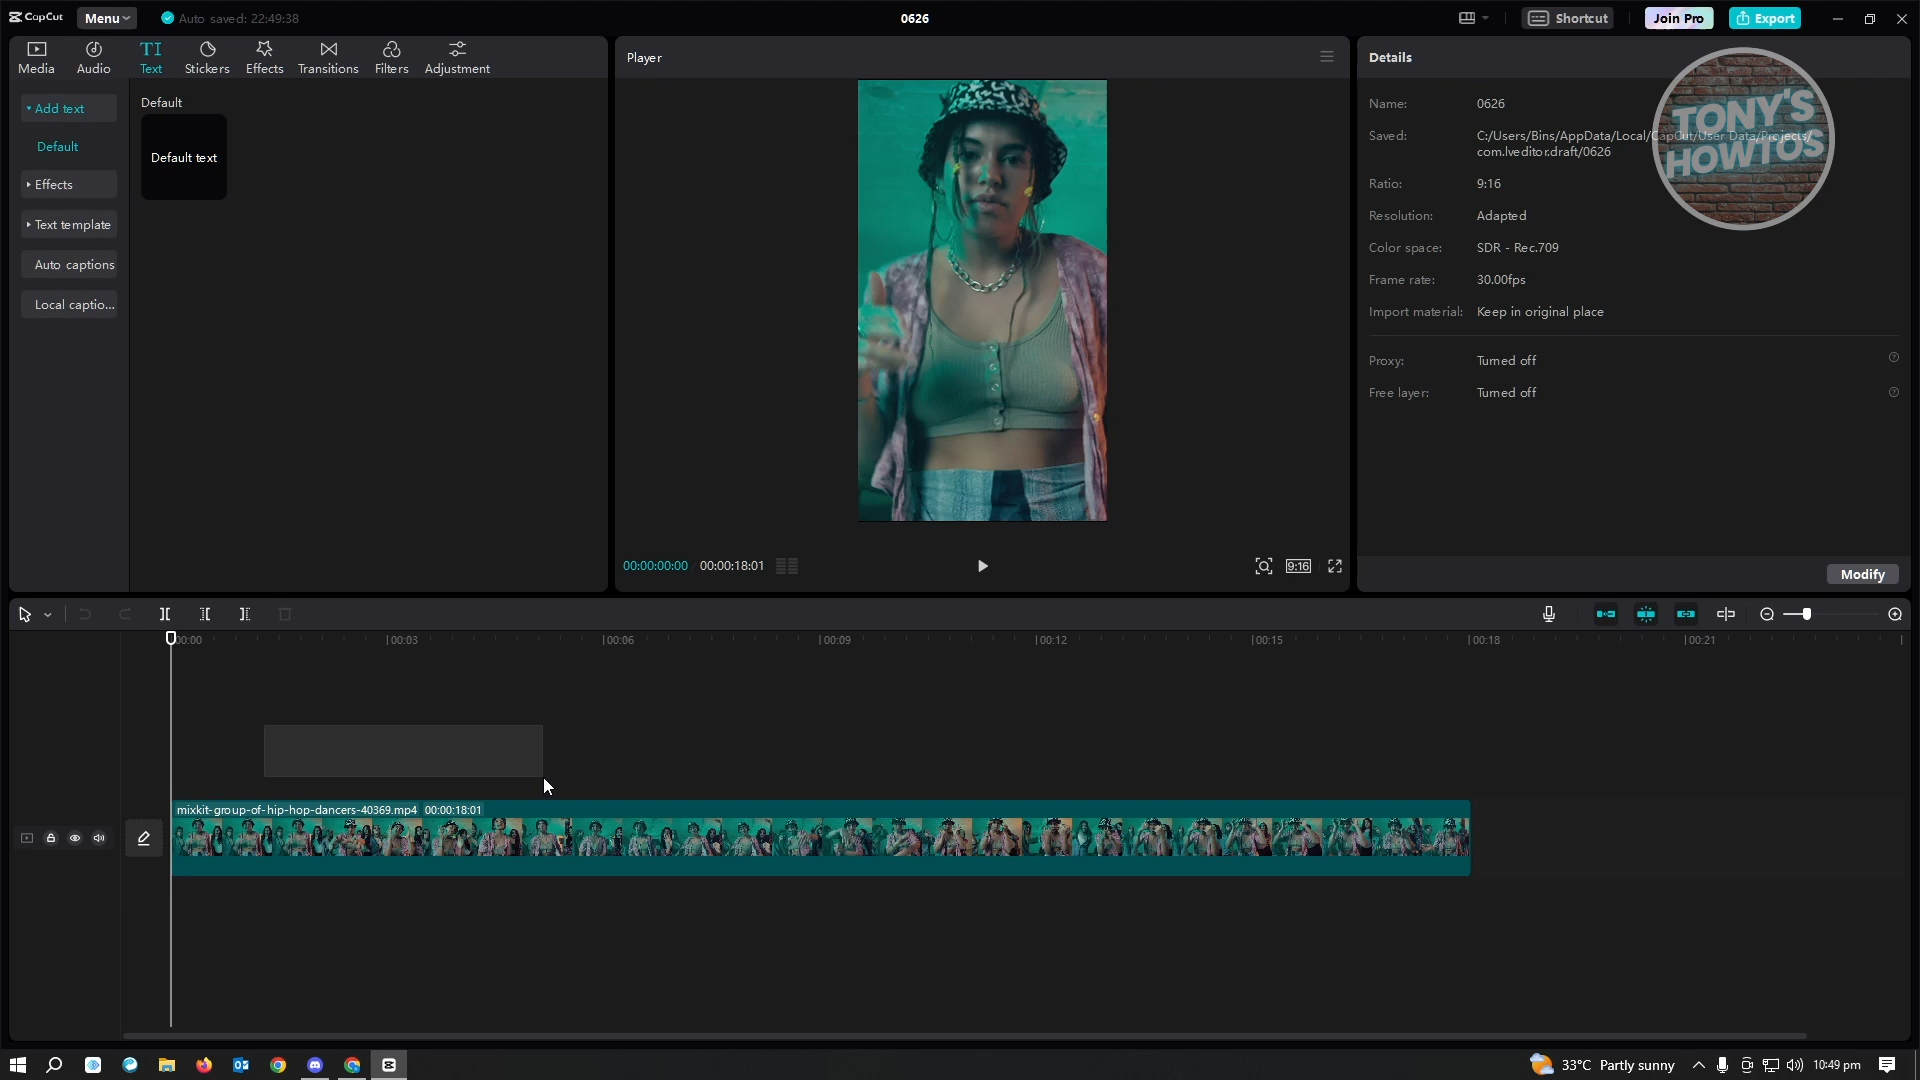 CapCut
Menu
Auto saved: 22:49:38
0626
Shortcut
Join Pro
Export
Media
Audio
TI
Text
Stickers
Effects
Transitions
Filters
Adjustment
Player
Details
Add text
Default
Effects
Text template
Auto captions
Local captio...
Default
Default text
Name: 0626
Saved: C:/Users/Bins/AppData/Local/CapCut/User Data/Projects/
com.lveditor.draft/0626
Ratio: 9:16
Resolution: Adapted
Color space: SDR - Rec.709
Frame rate: 30.00fps
Import material: Keep in original place
Proxy: Turned off
Free layer: Turned off
TONY'S
HOWTOS
00:00:00:00
00:00:18:01
9:16
Modify
00:00
00:03
00:06
00:09
00:12
00:15
00:18
00:21
mixkit-group-of-hip-hop-dancers-40369.mp4 00:00:18:01
33°C Partly sunny
10:49 pm